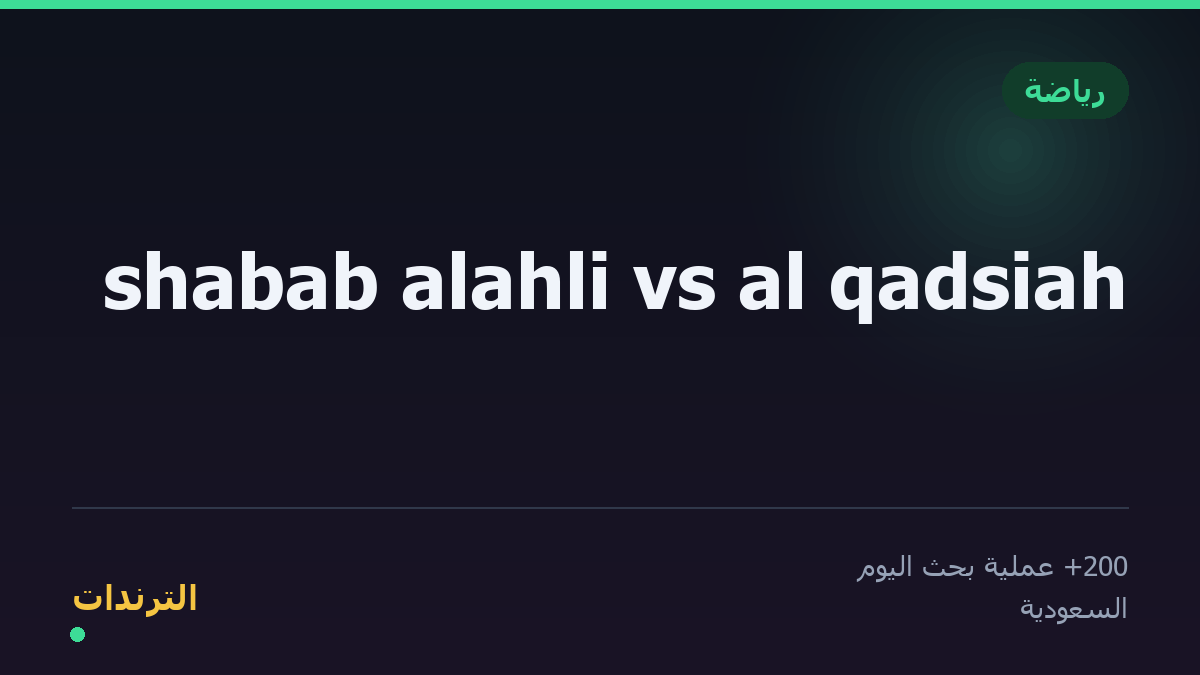 رياضة
shabab alahli vs al qadsiah
200+ عملية بحث اليوم
السعودية
الترندات